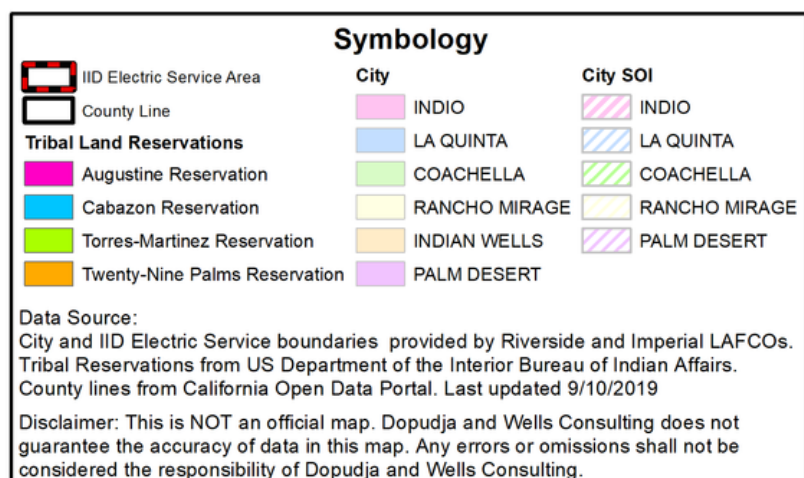 Symbology
IID Electric Service Area
County Line
Tribal Land Reservations
Augustine Reservation
Cabazon Reservation
Torres-Martinez Reservation
Twenty-Nine Palms Reservation
City
INDIO
LA QUINTA
COACHELLA
RANCHO MIRAGE
INDIAN WELLS
PALM DESERT
City SOI
INDIO
LA QUINTA
COACHELLA
RANCHO MIRAGE
PALM DESERT
Data Source:
City and IID Electric Service boundaries provided by Riverside and Imperial LAFCOs.
Tribal Reservations from US Department of the Interior Bureau of Indian Affairs.
County lines from California Open Data Portal. Last updated 9/10/2019
Disclaimer: This is NOT an official map. Dopudja and Wells Consulting does not
guarantee the accuracy of data in this map. Any errors or omissions shall not be
considered the responsibility of Dopudja and Wells Consulting.